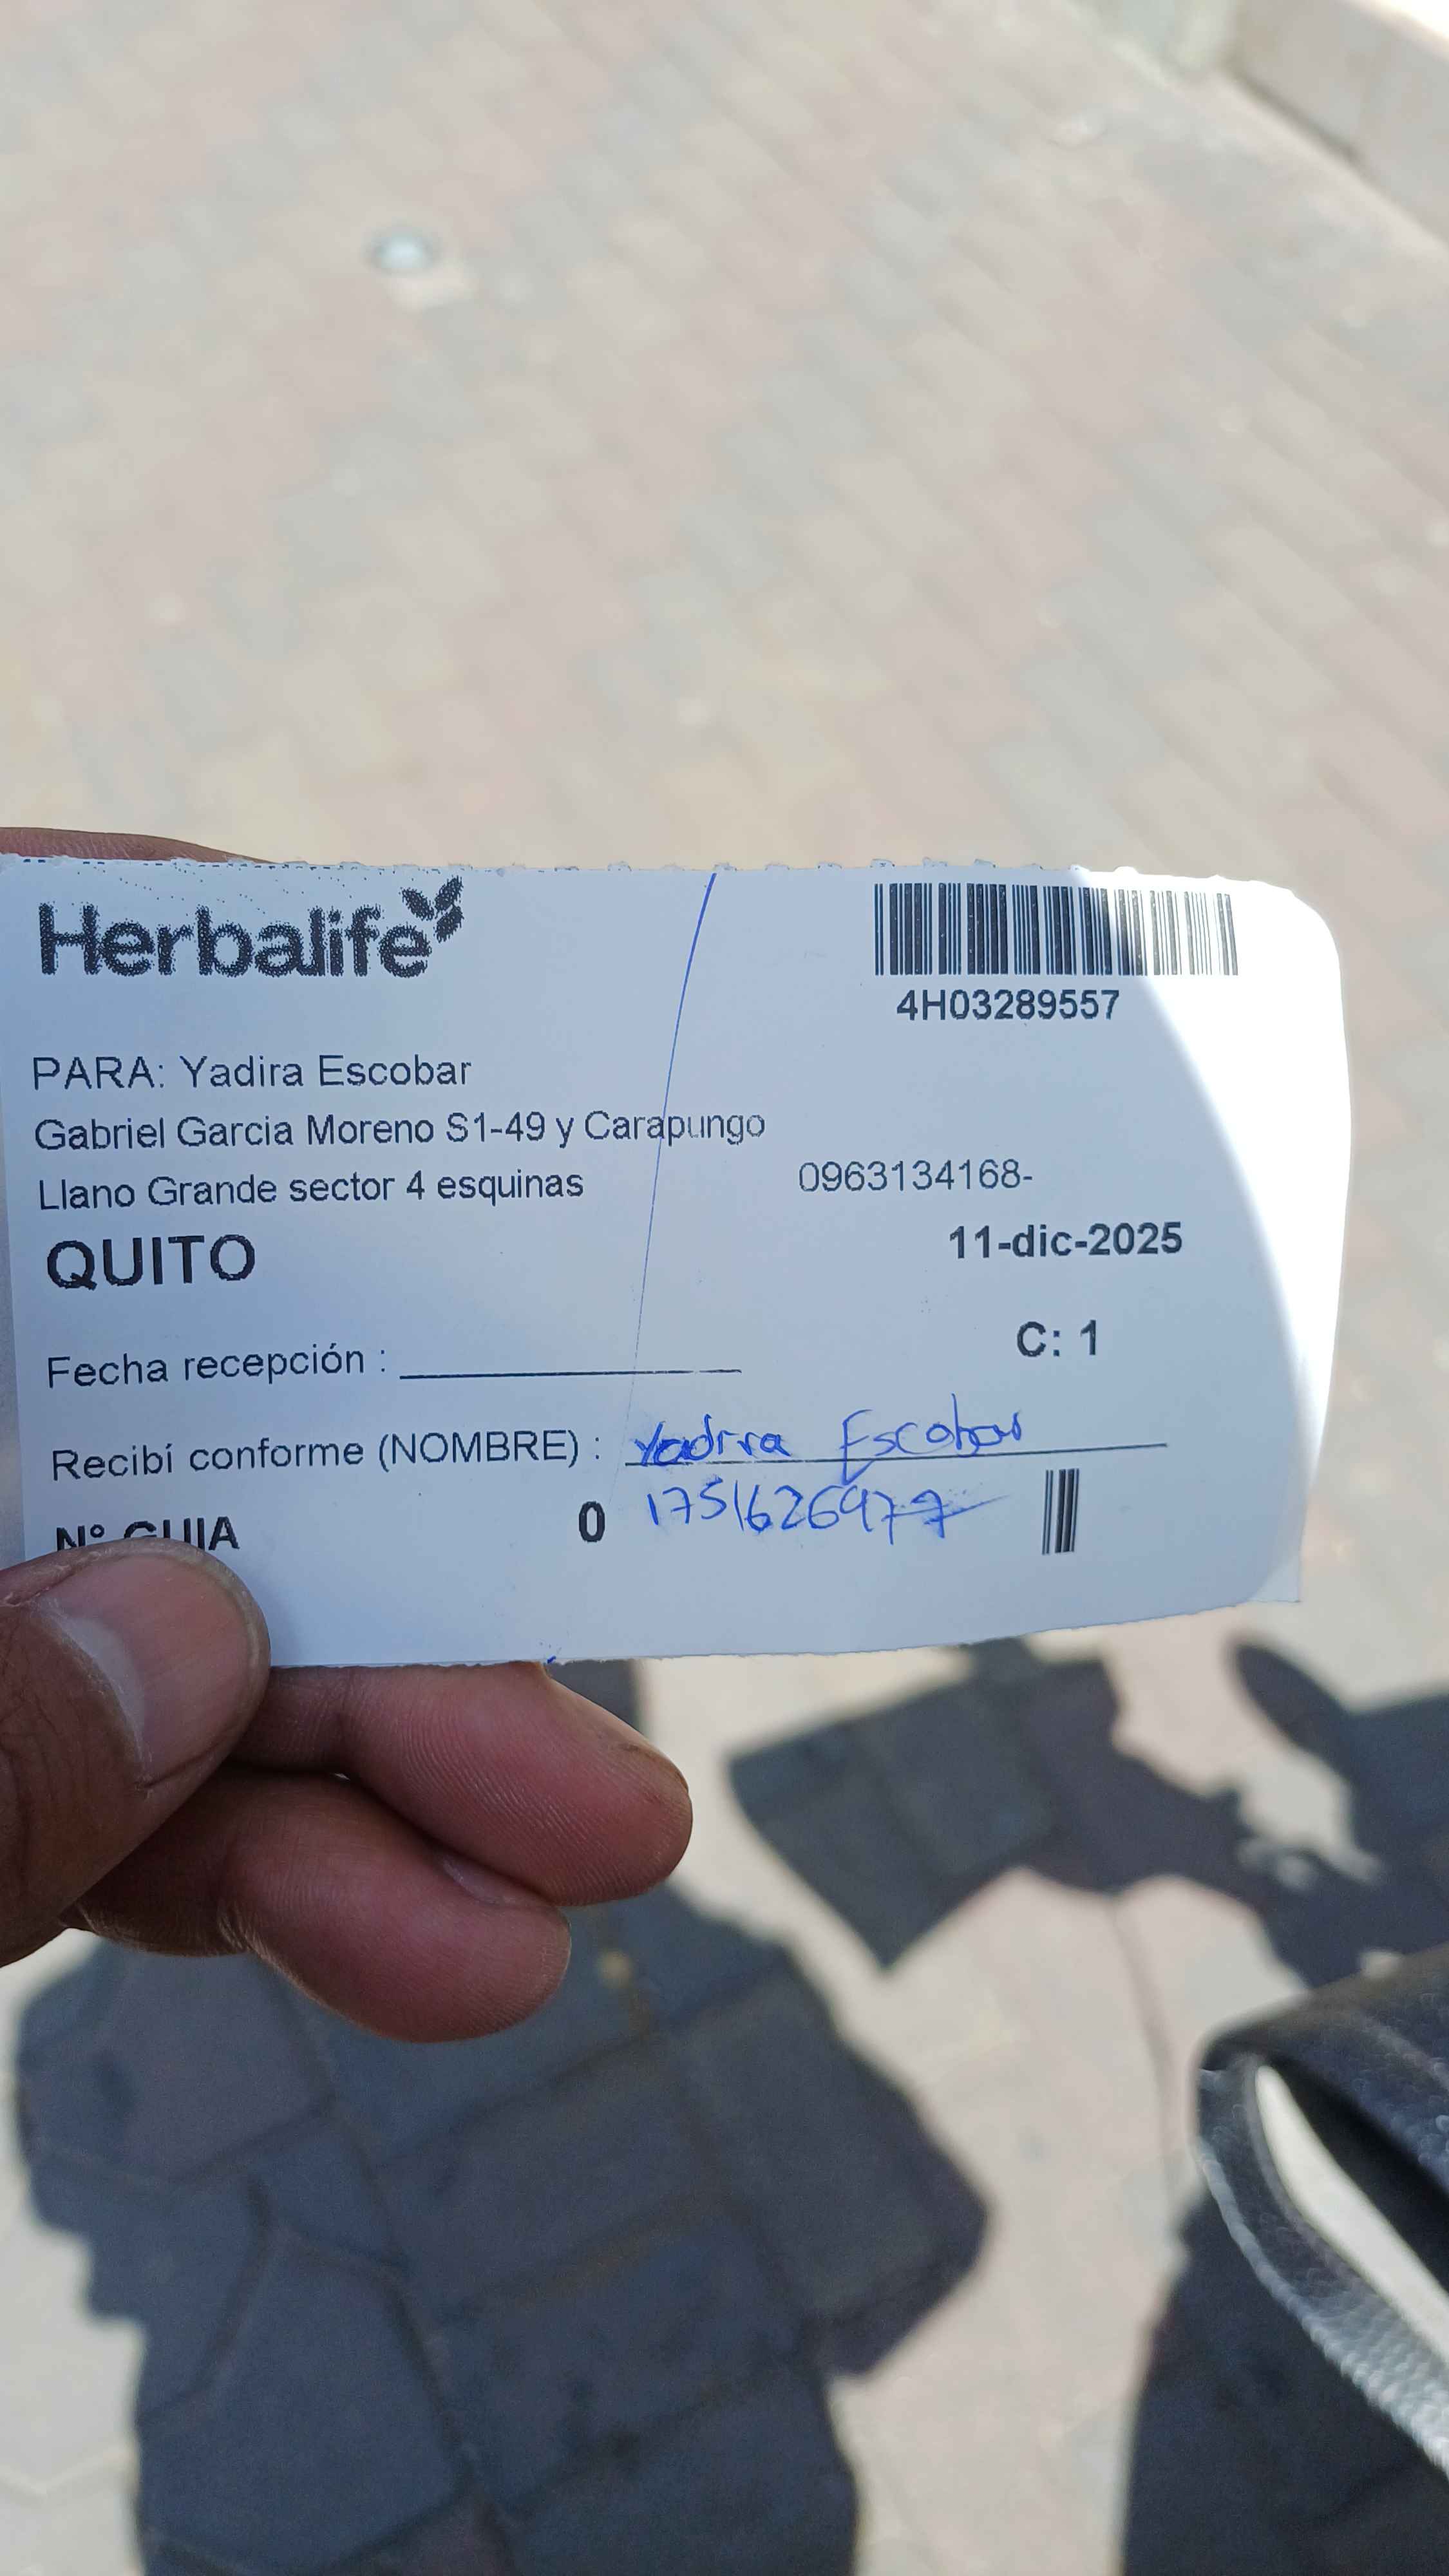 Herbalife
4H03289557
PARA: Yadira Escobar
Gabriel Garcia Moreno S1-49 y Carapungo
Llano Grande sector 4 esquinas 0963134168-
QUITO 11-dic-2025
C: 1
Fecha recepción :
Recibí conforme (NOMBRE) : Yadira Escobar
N° GUIA 0 1751626977